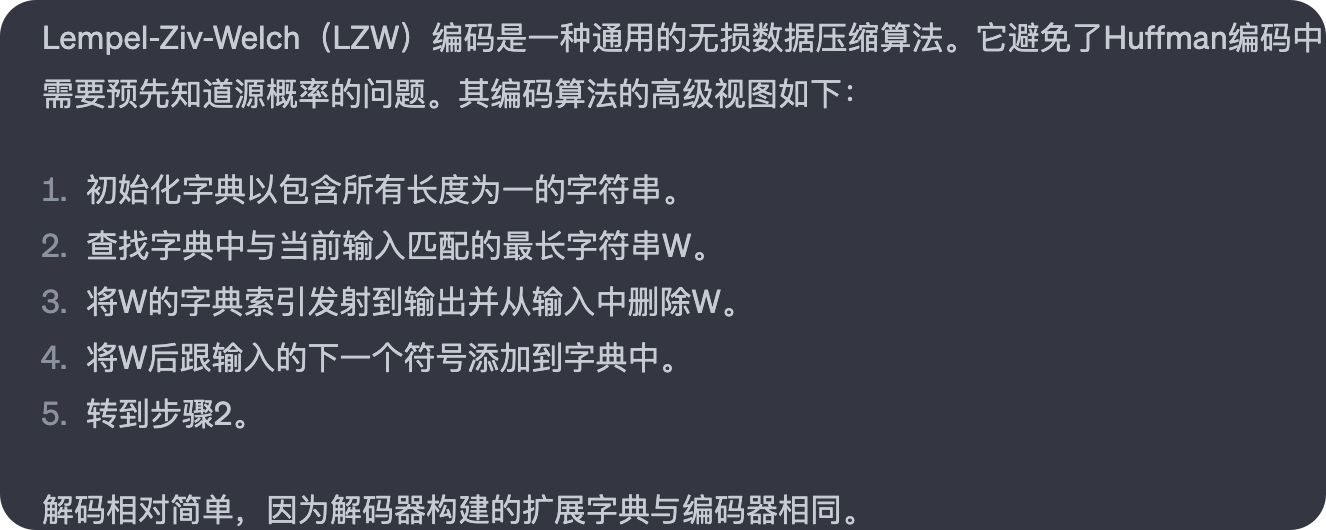 Lempel-Ziv-Welch（LZW）编码是一种通用的无损数据压缩算法。它避免了Huffman编码中
需要预先知道源概率的问题。其编码算法的高级视图如下：
1. 初始化字典以包含所有长度为一的字符串。
2. 查找字典中与当前输入匹配的最长字符串W。
3. 将W的字典索引发射到输出并从输入中删除W。
4. 将W后跟输入的下一个符号添加到字典中。
5. 转到步骤2。
解码相对简单，因为解码器构建的扩展字典与编码器相同。